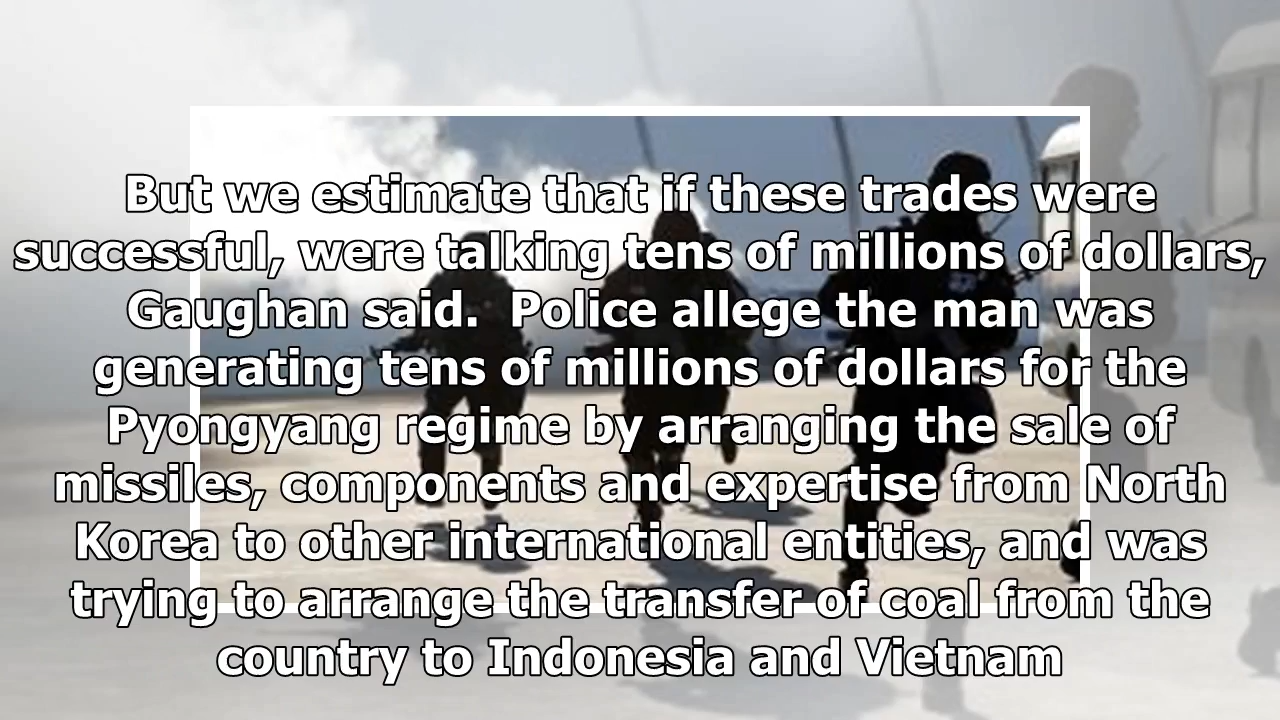 But we estimate that if these trades were
successful, were talking tens of millions of dollars,
Gaughan said.  Police allege the man was
generating tens of millions of dollars for the
Pyongyang regime by arranging the sale of
missiles, components and expertise from North
Korea to other international entities, and was
trying to arrange the transfer of coal from the
country to Indonesia and Vietnam